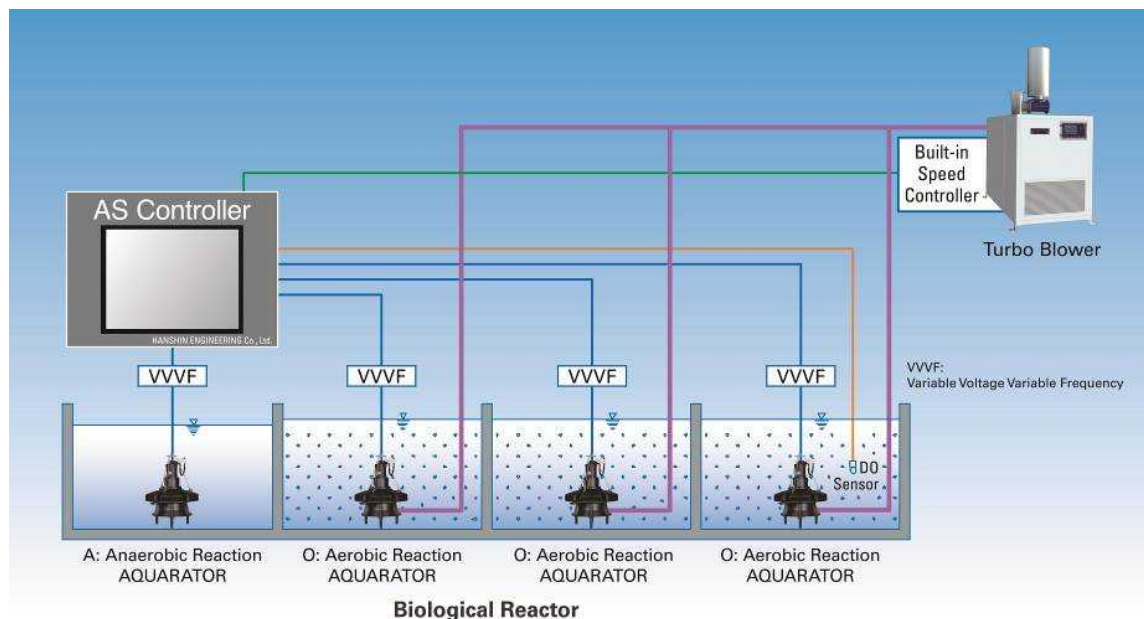 Built-in
Speed
Controller
Turbo Blower
AS Controller
HANSHIN ENGINEERING Co., Ltd.
VVVF
VVVF
VVVF
VVVF
VVVF:
Variable Voltage Variable Frequency
DO
Sensor
A: Anaerobic Reaction
AQUARATOR
O: Aerobic Reaction
AQUARATOR
O: Aerobic Reaction
AQUARATOR
O: Aerobic Reaction
AQUARATOR
Biological Reactor